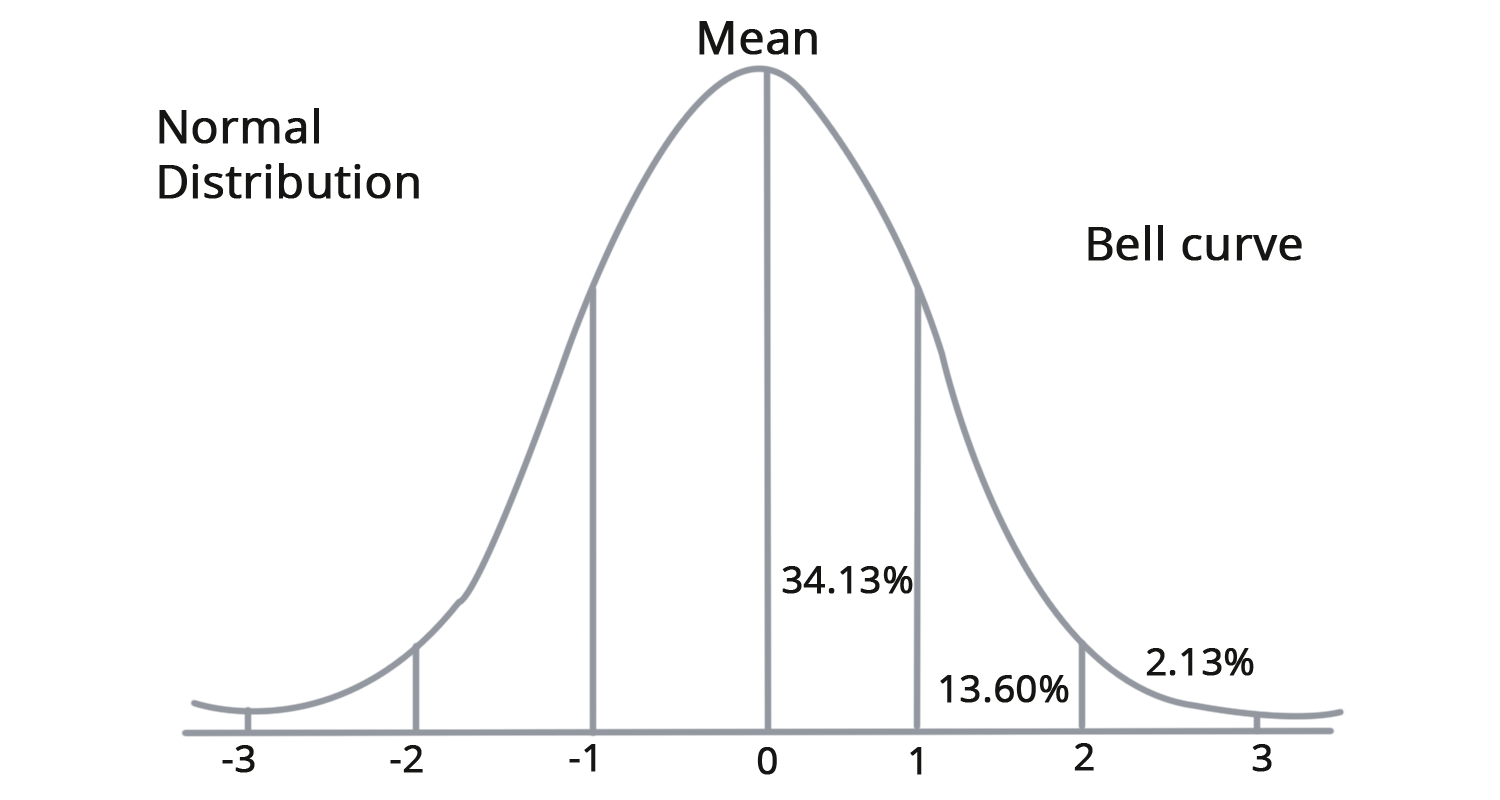 Mean
Normal
Distribution
Bell curve
34.13%
2.13%
13.60%
-3 -2 -1 0 1 2 3